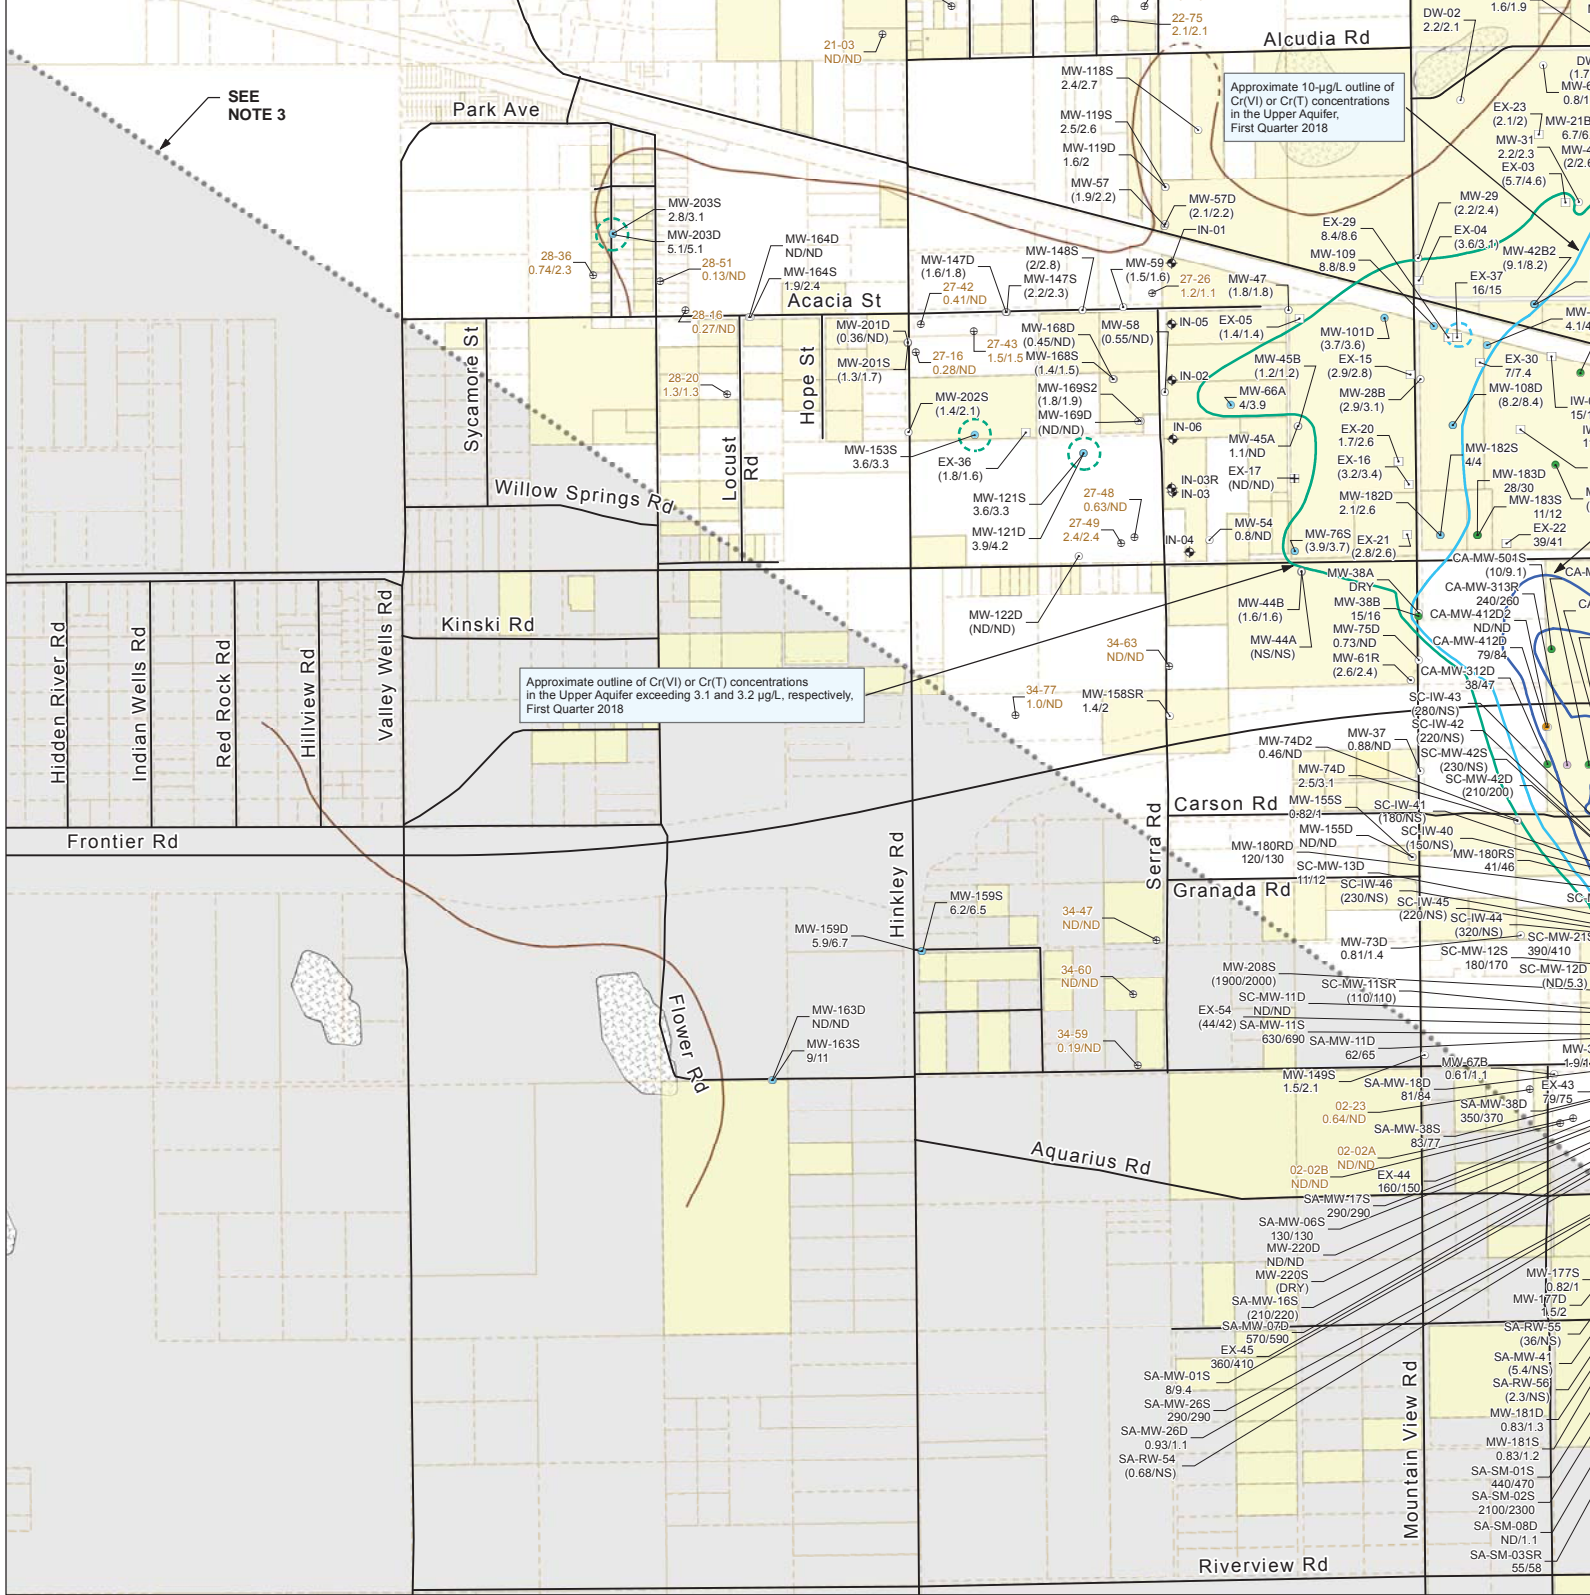 21-03
ND/ND
22-75
2.1/2.1
Alcudia Rd
DW-02
2.2/2.1
1.6/1.9
SEE
NOTE 3
Park Ave
MW-118S
2.4/2.7
MW-119S
2.5/2.6
MW-119D
1.6/2
MW-57
(1.9/2.2)
MW-57D
(2.1/2.2)
IN-01
Approximate 10-µg/L outline of
Cr(VI) or Cr(T) concentrations
in the Upper Aquifer,
First Quarter 2018
EX-23
(2.1/2)
MW-21B
MW-31
2.2/2.3
EX-03
(5.7/4.6)
MW-29
(2.2/2.4)
EX-04
(3.6/3.1)
EX-29
8.4/8.6
MW-109
8.8/8.9
MW-42B2
(9.1/8.2)
EX-37
16/15
MW-203S
2.8/3.1
MW-203D
5.1/5.1
28-36
0.74/2.3
28-51
0.13/ND
28-16
0.27/ND
28-20
1.3/1.3
MW-164D
ND/ND
MW-164S
1.9/2.4
Acacia St
MW-147D
(1.6/1.8)
27-42
0.41/ND
MW-148S
(2/2.8)
MW-147S
(2.2/2.3)
MW-59
(1.5/1.6)
27-26
1.2/1.1
MW-47
(1.8/1.8)
MW-201D
(0.36/ND)
MW-201S
(1.3/1.7)
27-16
0.28/ND
27-43
1.5/1.5
MW-168D
(0.45/ND)
MW-168S
(1.4/1.5)
MW-58
(0.55/ND)
IN-05
EX-05
(1.4/1.4)
MW-101D
(3.7/3.6)
EX-15
(2.9/2.8)
EX-30
7/7.4
MW-108D
(8.2/8.4)
MW-45B
(1.2/1.2)
MW-28B
(2.9/3.1)
IN-02
MW-66A
4/3.9
MW-169S2
(1.8/1.9)
MW-169D
(ND/ND)
MW-202S
(1.4/2.1)
IN-06
MW-45A
1.1/ND
EX-20
1.7/2.6
EX-16
(3.2/3.4)
MW-182S
4/4
MW-153S
3.6/3.3
EX-36
(1.8/1.6)
IN-03R
IN-03
EX-17
(ND/ND)
MW-183D
28/30
MW-183S
11/12
EX-22
39/41
MW-182D
2.1/2.6
MW-121S
3.6/3.3
MW-121D
3.9/4.2
27-48
0.63/ND
27-49
2.4/2.4
IN-04
MW-54
0.8/ND
MW-76S
(3.9/3.7)
EX-21
(2.8/2.6)
Sycamore St
Hope St
Locust Rd
Willow Springs Rd
CA-MW-501S
(10/9.1)
CA-MW-313R
240/260
CA-MW-412D2
ND/ND
CA-MW-412D
79/84
CA-MW-312D
38/47
MW-38A
DRY
MW-38B
15/16
MW-75D
0.73/ND
MW-61R
(2.6/2.4)
MW-44B
(1.6/1.6)
MW-44A
(NS/NS)
MW-122D
(ND/ND)
34-63
ND/ND
34-77
1.0/ND
MW-158SR
1.4/2
Kinski Rd
Hidden River Rd
Indian Wells Rd
Red Rock Rd
Hillview Rd
Valley Wells Rd
Approximate outline of Cr(VI) or Cr(T) concentrations
in the Upper Aquifer exceeding 3.1 and 3.2 µg/L, respectively,
First Quarter 2018
SC-IW-43
(280/NS)
SC-IW-42
(220/NS)
SC-MW-42S
(230/NS)
SC-MW-42D
(210/200)
MW-37
0.88/ND
MW-74D2
0.46/ND
MW-74D
2.5/3.1
Carson Rd
MW-155S
0.82/1
MW-155D
ND/ND
SC-IW-41
(180/NS)
SC-IW-40
(150/NS)
MW-180RD
120/130
MW-180RS
41/46
SC-MW-13D
11/12
Granada Rd
SC-IW-46
(230/NS)
SC-IW-45
(220/NS)
SC-IW-44
(320/NS)
Frontier Rd
Hinkley Rd
Serra Rd
MW-159S
6.2/6.5
MW-159D
5.9/6.7
34-47
ND/ND
34-60
ND/ND
34-59
0.19/ND
MW-73D
0.81/1.4
SC-MW-21S
390/410
SC-MW-12S
180/170
SC-MW-12D
(ND/5.3)
MW-208S
(1900/2000)
SC-MW-11SR
(110/110)
SC-MW-11D
ND/ND
EX-54
(44/42)
SA-MW-11S
630/690
SA-MW-11D
62/65
Flower Rd
MW-163D
ND/ND
MW-163S
9/11
MW-149S
1.5/2.1
MW-67B
0.61/1.1
SA-MW-18D
81/84
EX-43
79/75
SA-MW-38D
350/370
SA-MW-38S
83/77
02-23
0.64/ND
02-02A
ND/ND
02-02B
ND/ND
EX-44
160/150
Aquarius Rd
SA-MW-17S
290/290
SA-MW-06S
130/130
MW-220D
ND/ND
MW-220S
(DRY)
SA-MW-16S
(210/220)
SA-MW-07D
570/590
EX-45
360/410
SA-MW-01S
8/9.4
SA-MW-26S
290/290
SA-MW-26D
0.93/1.1
SA-RW-54
(0.68/NS)
MW-177S
0.82/1
MW-177D
1.5/2
SA-RW-55
(36/NS)
SA-MW-41
(5.4/NS)
SA-RW-56
(2.3/NS)
MW-181D
0.83/1.3
MW-181S
0.83/1.2
SA-SM-01S
440/470
SA-SM-02S
2100/2300
SA-SM-08D
ND/1.1
SA-SM-03SR
55/58
Mountain View Rd
Riverview Rd